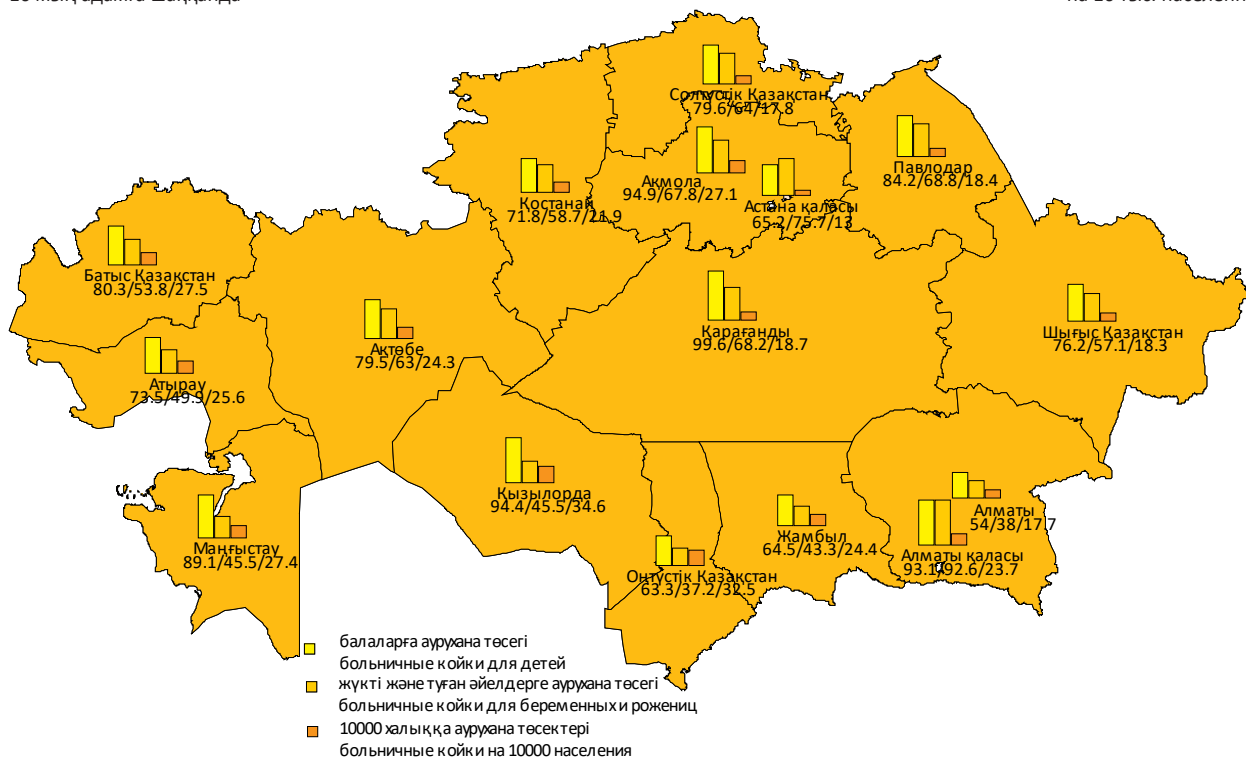 Солтүстік Қазақстан
79.6/64/17.8
Павлодар
84.2/68.8/18.4
Ақмола
94.9/67.8/27.1
Астана қаласы
65.2/75.7/13
Қостанай
71.8/58.7/21.9
Батыс Қазақстан
80.3/53.8/27.5
Ақтөбе
79.5/63/24.3
Қарағанды
99.6/68.2/18.7
Шығыс Қазақстан
76.2/57.1/18.3
Атырау
73.5/49.9/25.6
Қызылорда
94.4/45.5/34.6
Маңғыстау
89.1/45.5/27.4
Оңтүстік Қазақстан
63.3/37.2/32.5
Жамбыл
64.5/43.3/24.4
Алматы
54/38/17.7
Алматы қаласы
93.1/92.6/23.7
балаларға аурухана төсегі
больничные койки для детей
жүкті және туған әйелдерге аурухана төсегі
больничные койки для беременных и рожениц
10000 халыққа аурухана төсектері
больничные койки на 10000 населения